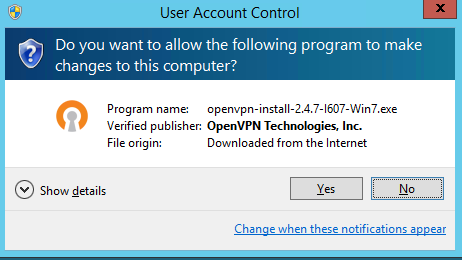 User Account Control
x
Do you want to allow the following program to make
changes to this computer?
Program name: openvpn-install-2.4.7-I607-Win7.exe
Verified publisher: OpenVPN Technologies, Inc.
File origin: Downloaded from the Internet
Show details Yes No
Change when these notifications appear